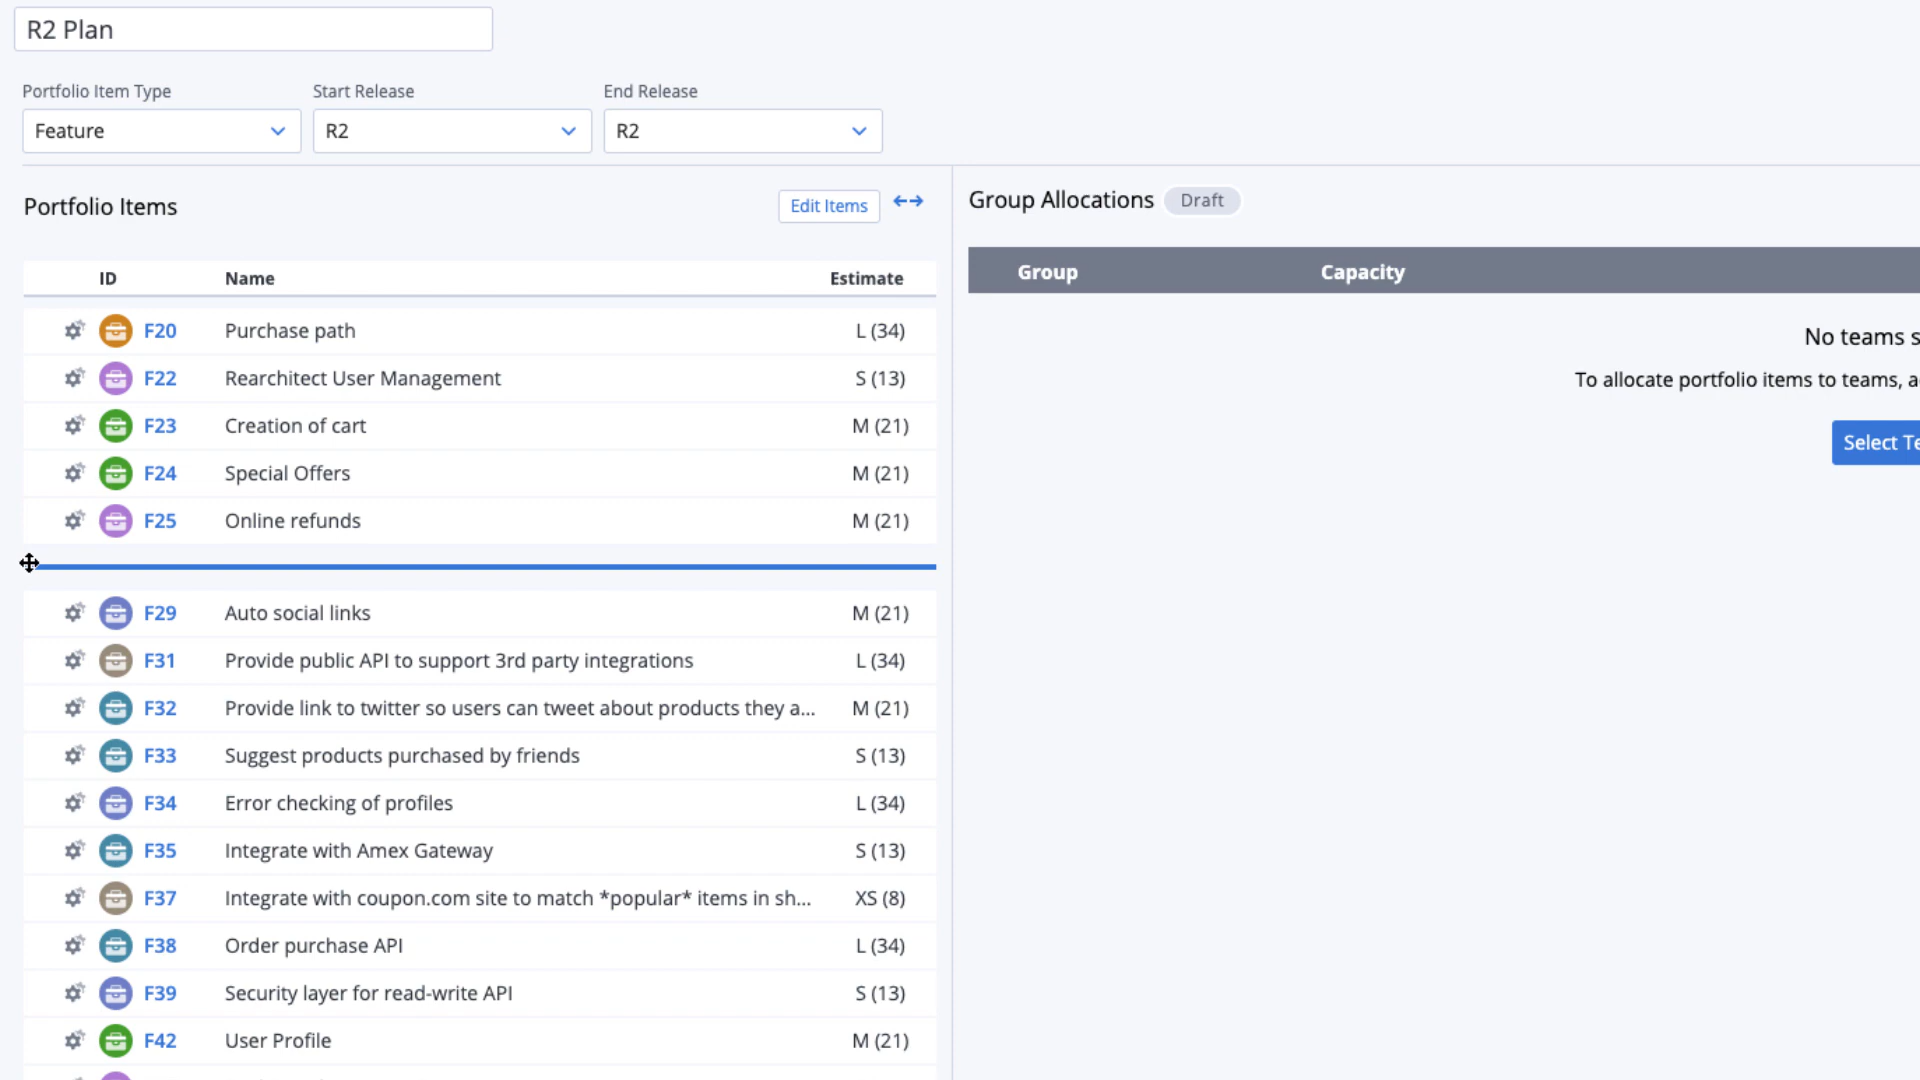 R2 Plan
Portfolio Item Type Start Release End Release
Feature R2 R2
Portfolio Items Edit Items Group Allocations Draft
ID Name Estimate Group Capacity
F20 Purchase path L (34)
F22 Rearchitect User Management S (13)
F23 Creation of cart M (21)
F24 Special Offers M (21)
F25 Online refunds M (21)
F29 Auto social links M (21)
F31 Provide public API to support 3rd party integrations L (34)
F32 Provide link to twitter so users can tweet about products they a... M (21)
F33 Suggest products purchased by friends S (13)
F34 Error checking of profiles L (34)
F35 Integrate with Amex Gateway S (13)
F37 Integrate with coupon.com site to match *popular* items in sh... XS (8)
F38 Order purchase API L (34)
F39 Security layer for read-write API S (13)
F42 User Profile M (21)
No teams s
To allocate portfolio items to teams, a
Select Te